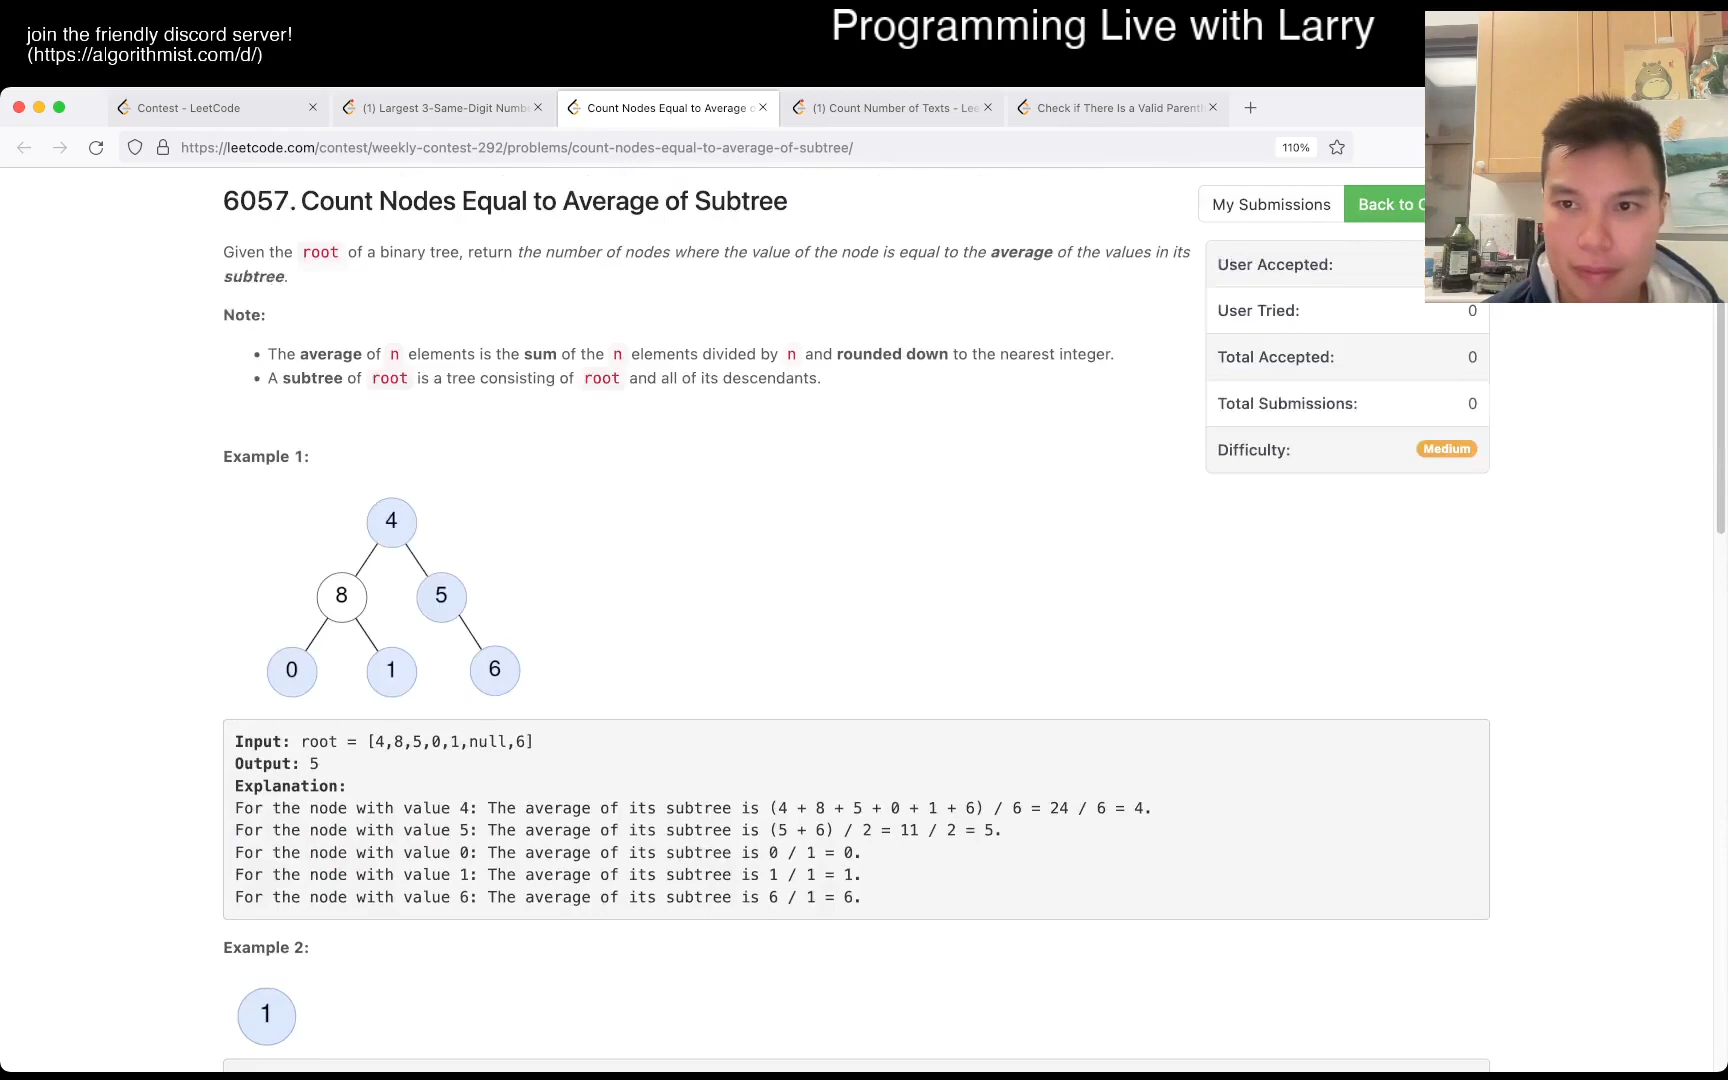 join the friendly discord server!
(https://algorithmist.com/d/)
Programming Live with Larry
Contest - LeetCode
(1) Largest 3-Same-Digit Numb
Count Nodes Equal to Average o
(1) Count Number of Texts - Lee
Check if There Is a Valid Parent
https://leetcode.com/contest/weekly-contest-292/problems/count-nodes-equal-to-average-of-subtree/
110%
6057. Count Nodes Equal to Average of Subtree
My Submissions
Back to C
Given the root of a binary tree, return the number of nodes where the value of the node is equal to the average of the values in its
subtree.
User Accepted:
Note:
User Tried: 0
• The average of n elements is the sum of the n elements divided by n and rounded down to the nearest integer.
Total Accepted: 0
• A subtree of root is a tree consisting of root and all of its descendants.
Total Submissions: 0
Difficulty: Medium
Example 1:
4
8 5
0 1 6
Input: root = [4,8,5,0,1,null,6]
Output: 5
Explanation:
For the node with value 4: The average of its subtree is (4 + 8 + 5 + 0 + 1 + 6) / 6 = 24 / 6 = 4.
For the node with value 5: The average of its subtree is (5 + 6) / 2 = 11 / 2 = 5.
For the node with value 0: The average of its subtree is 0 / 1 = 0.
For the node with value 1: The average of its subtree is 1 / 1 = 1.
For the node with value 6: The average of its subtree is 6 / 1 = 6.
Example 2:
1